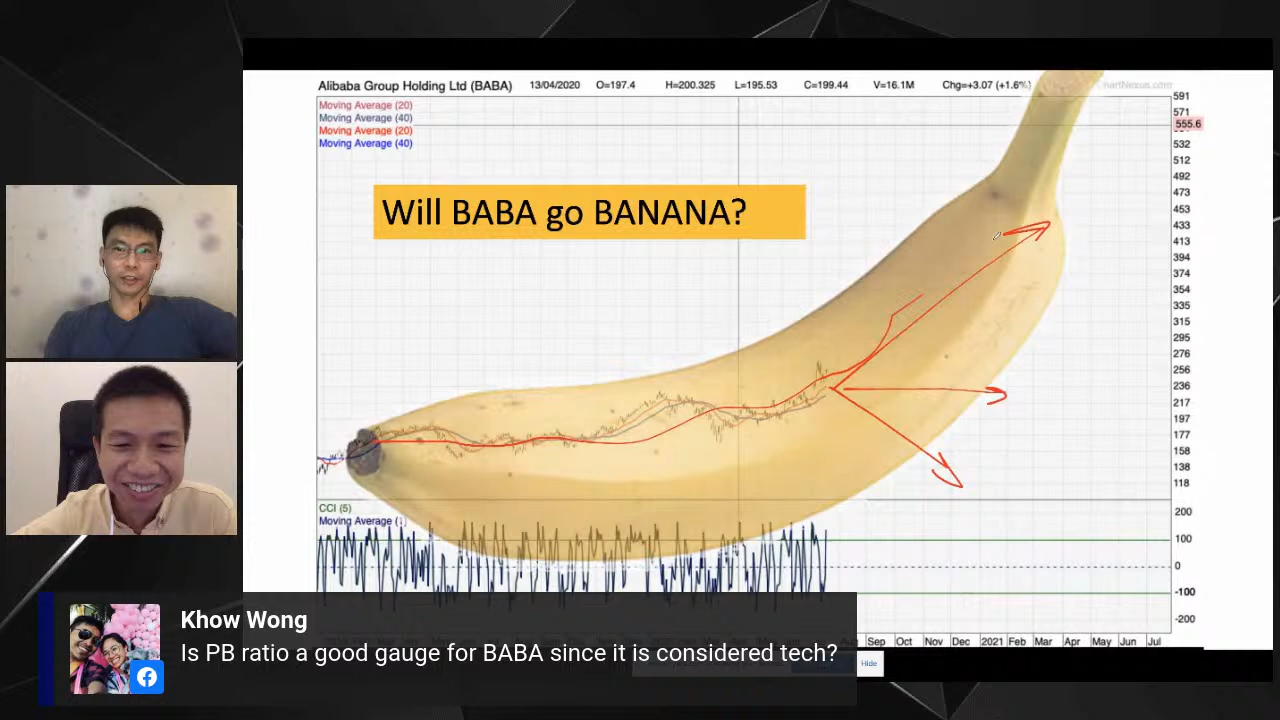 Alibaba Group Holding Ltd (BABA) 13/04/2020 O=197.4 H=200.325 L=195.53 C=199.44 V=16.1M Chg=+3.07 (+1.6%)
Moving Average (20)
Moving Average (40)
Moving Average (20)
Moving Average (40)
Will BABA go BANANA?
591
571
555.6
532
512
492
473
453
433
413
394
374
354
335
315
295
276
256
236
217
197
177
158
138
118
CCI (5)
Moving Average (1)
200
100
0
-100
-200
Sep Oct Nov Dec 2021 Feb Mar Apr May Jun Jul
Hide
Khow Wong
Is PB ratio a good gauge for BABA since it is considered tech?